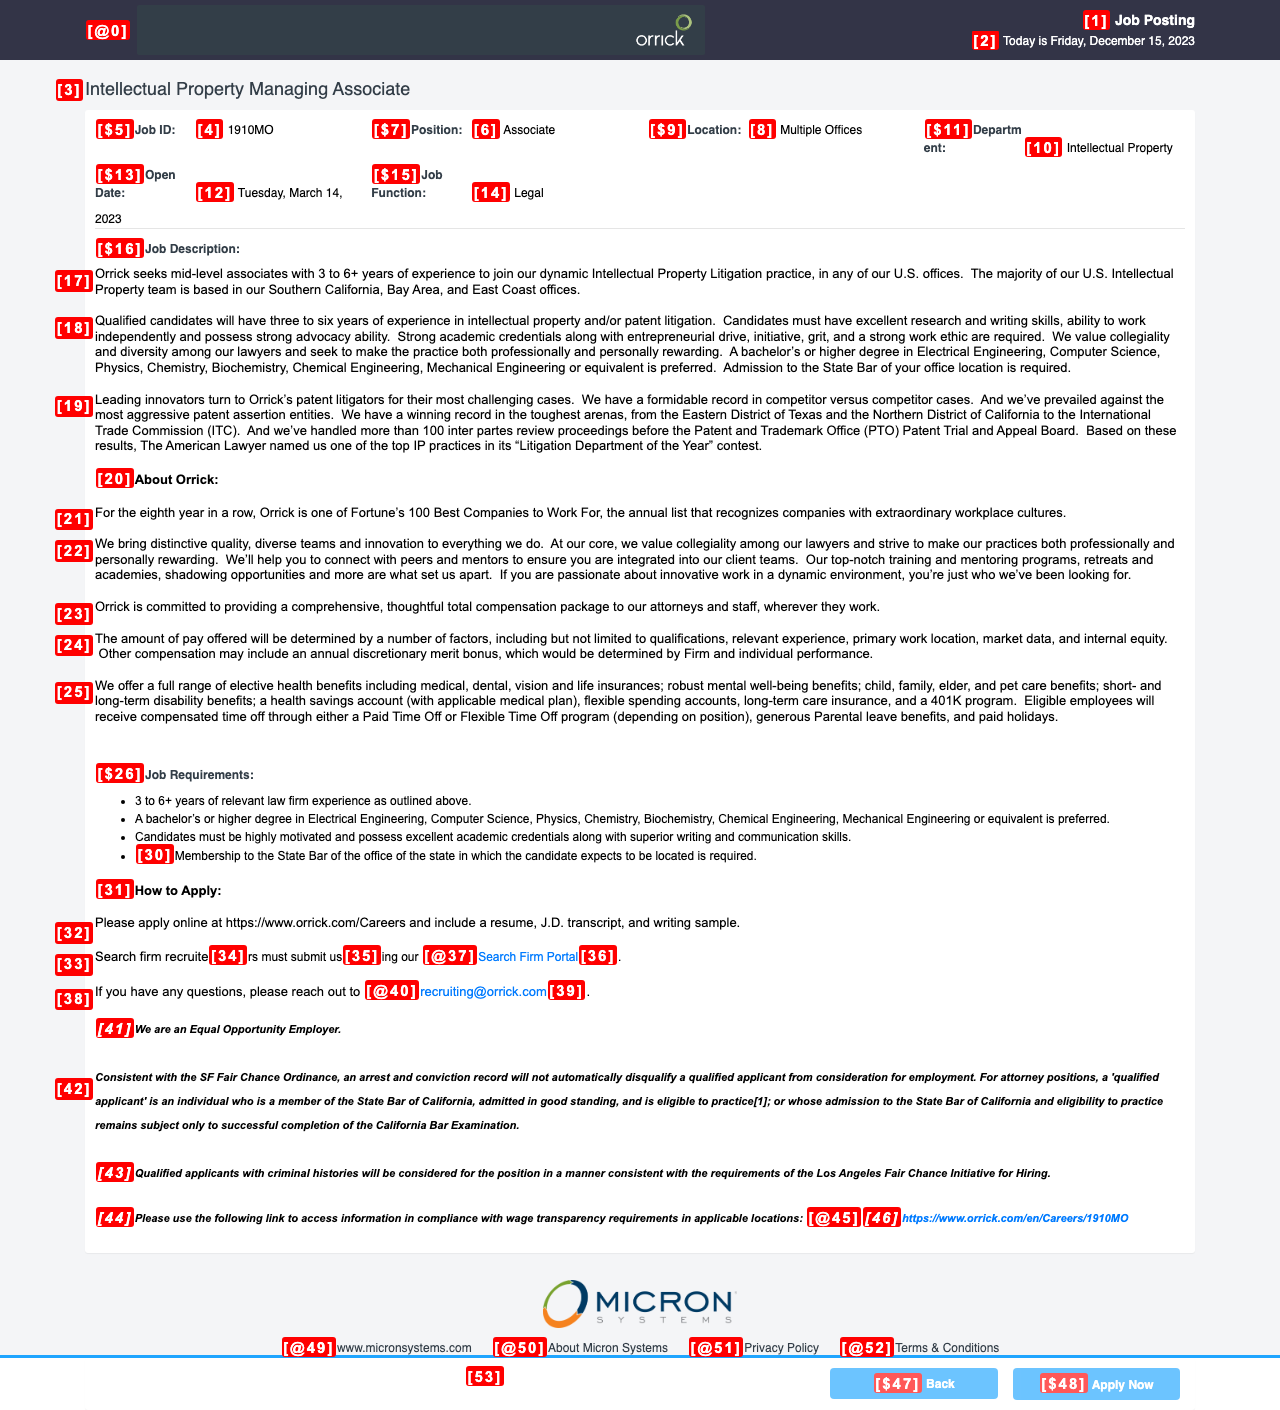 [@0]
orrick
[1] Job Posting
[2] Today is Friday, December 15, 2023
[3] Intellectual Property Managing Associate
[$5] Job ID: [4] 1910MO [$7] Position: [6] Associate [$9] Location: [8] Multiple Offices [$11] Departm
ent: [10] Intellectual Property
[$13] Open [$15] Job
Date: [12] Tuesday, March 14, Function: [14] Legal
2023
[$16] Job Description:
[17] Orrick seeks mid-level associates with 3 to 6+ years of experience to join our dynamic Intellectual Property Litigation practice, in any of our U.S. offices.  The majority of our U.S. Intellectual
Property team is based in our Southern California, Bay Area, and East Coast offices.
[18] Qualified candidates will have three to six years of experience in intellectual property and/or patent litigation.  Candidates must have excellent research and writing skills, ability to work
independently and possess strong advocacy ability.  Strong academic credentials along with entrepreneurial drive, initiative, grit, and a strong work ethic are required.  We value collegiality
and diversity among our lawyers and seek to make the practice both professionally and personally rewarding.  A bachelor's or higher degree in Electrical Engineering, Computer Science,
Physics, Chemistry, Biochemistry, Chemical Engineering, Mechanical Engineering or equivalent is preferred.  Admission to the State Bar of your office location is required.
[19] Leading innovators turn to Orrick's patent litigators for their most challenging cases.  We have a formidable record in competitor versus competitor cases.  And we've prevailed against the
most aggressive patent assertion entities.  We have a winning record in the toughest arenas, from the Eastern District of Texas and the Northern District of California to the International
Trade Commission (ITC).  And we've handled more than 100 inter partes review proceedings before the Patent and Trademark Office (PTO) Patent Trial and Appeal Board.  Based on these
results, The American Lawyer named us one of the top IP practices in its "Litigation Department of the Year" contest.
[20] About Orrick:
[21] For the eighth year in a row, Orrick is one of Fortune's 100 Best Companies to Work For, the annual list that recognizes companies with extraordinary workplace cultures.
[22] We bring distinctive quality, diverse teams and innovation to everything we do.  At our core, we value collegiality among our lawyers and strive to make our practices both professionally and
personally rewarding.  We'll help you to connect with peers and mentors to ensure you are integrated into our client teams.  Our top-notch training and mentoring programs, retreats and
academies, shadowing opportunities and more are what set us apart.  If you are passionate about innovative work in a dynamic environment, you're just who we've been looking for.
[23] Orrick is committed to providing a comprehensive, thoughtful total compensation package to our attorneys and staff, wherever they work.
[24] The amount of pay offered will be determined by a number of factors, including but not limited to qualifications, relevant experience, primary work location, market data, and internal equity.
Other compensation may include an annual discretionary merit bonus, which would be determined by Firm and individual performance.
[25] We offer a full range of elective health benefits including medical, dental, vision and life insurances; robust mental well-being benefits; child, family, elder, and pet care benefits; short- and
long-term disability benefits; a health savings account (with applicable medical plan), flexible spending accounts, long-term care insurance, and a 401K program.  Eligible employees will
receive compensated time off through either a Paid Time Off or Flexible Time Off program (depending on position), generous Parental leave benefits, and paid holidays.
[$26] Job Requirements:
• 3 to 6+ years of relevant law firm experience as outlined above.
• A bachelor's or higher degree in Electrical Engineering, Computer Science, Physics, Chemistry, Biochemistry, Chemical Engineering, Mechanical Engineering or equivalent is preferred.
• Candidates must be highly motivated and possess excellent academic credentials along with superior writing and communication skills.
• [30] Membership to the State Bar of the office of the state in which the candidate expects to be located is required.
[31] How to Apply:
[32] Please apply online at https://www.orrick.com/Careers and include a resume, J.D. transcript, and writing sample.
[33] Search firm recruite[34]rs must submit us[35]ing our [@37]Search Firm Portal[36].
[38] If you have any questions, please reach out to [@40]recruiting@orrick.com[39].
[41] We are an Equal Opportunity Employer.
[42] Consistent with the SF Fair Chance Ordinance, an arrest and conviction record will not automatically disqualify a qualified applicant from consideration for employment. For attorney positions, a 'qualified
applicant' is an individual who is a member of the State Bar of California, admitted in good standing, and is eligible to practice[1]; or whose admission to the State Bar of California and eligibility to practice
remains subject only to successful completion of the California Bar Examination.
[43] Qualified applicants with criminal histories will be considered for the position in a manner consistent with the requirements of the Los Angeles Fair Chance Initiative for Hiring.
[44] Please use the following link to access information in compliance with wage transparency requirements in applicable locations: [@45][46]https://www.orrick.com/en/Careers/1910MO
MICRON
SYSTEMS
[@49] www.micronsystems.com [@50] About Micron Systems [@51] Privacy Policy [@52] Terms & Conditions
[53]
[$47] Back [$48] Apply Now